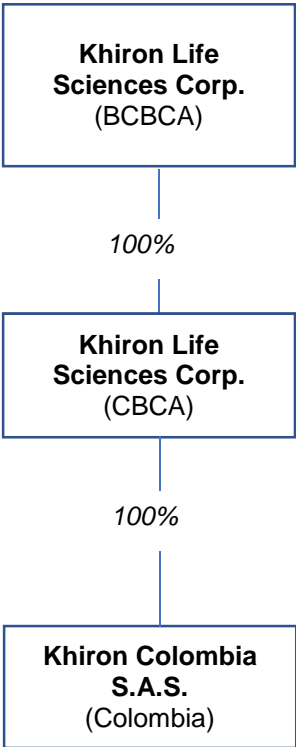 Khiron Life
Sciences Corp.
(BCBCA)
100%
Khiron Life
Sciences Corp.
(CBCA)
100%
Khiron Colombia
S.A.S.
(Colombia)